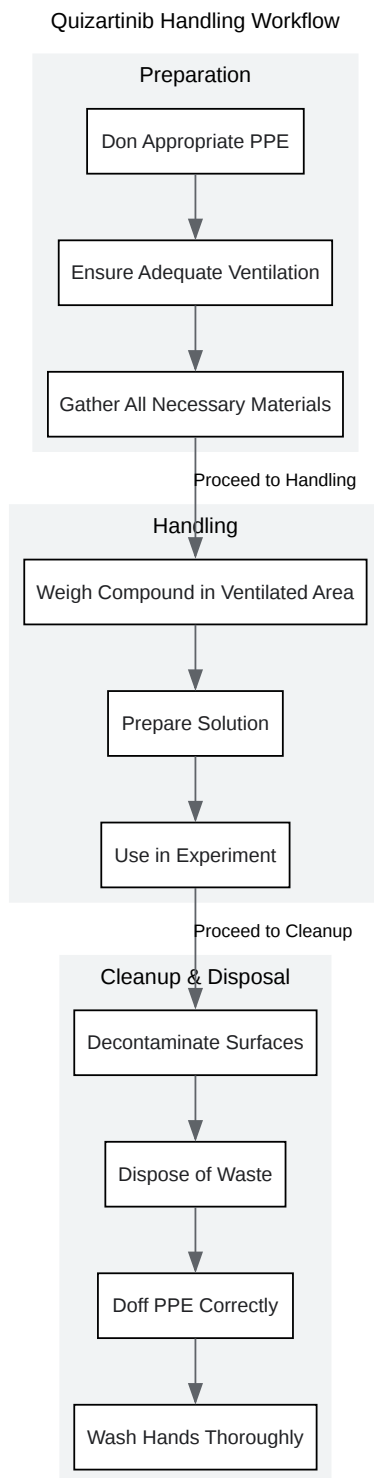 Quizartinib Handling Workflow
Preparation
Don Appropriate PPE
Ensure Adequate Ventilation
Gather All Necessary Materials
Proceed to Handling
Handling
Weigh Compound in Ventilated Area
Prepare Solution
Use in Experiment
Proceed to Cleanup
Cleanup & Disposal
Decontaminate Surfaces
Dispose of Waste
Doff PPE Correctly
Wash Hands Thoroughly